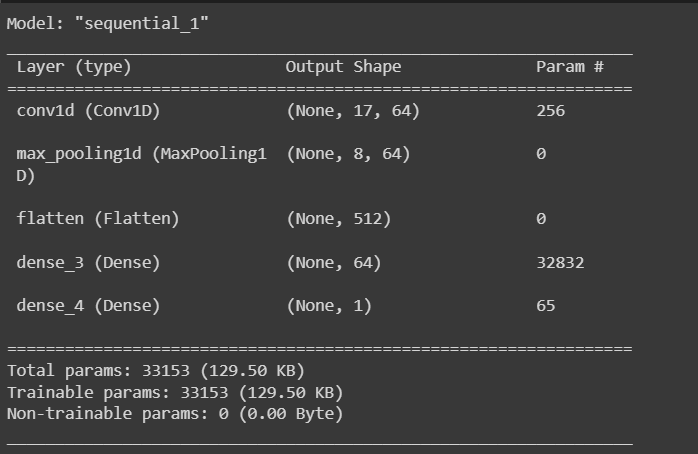 Model: "sequential_1"
_________________________________________________________________
Layer (type) Output Shape Param #
=================================================================
conv1d (Conv1D) (None, 17, 64) 256
max_pooling1d (MaxPooling1 (None, 8, 64) 0
D)
flatten (Flatten) (None, 512) 0
dense_3 (Dense) (None, 64) 32832
dense_4 (Dense) (None, 1) 65
=================================================================
Total params: 33153 (129.50 KB)
Trainable params: 33153 (129.50 KB)
Non-trainable params: 0 (0.00 Byte)
_________________________________________________________________